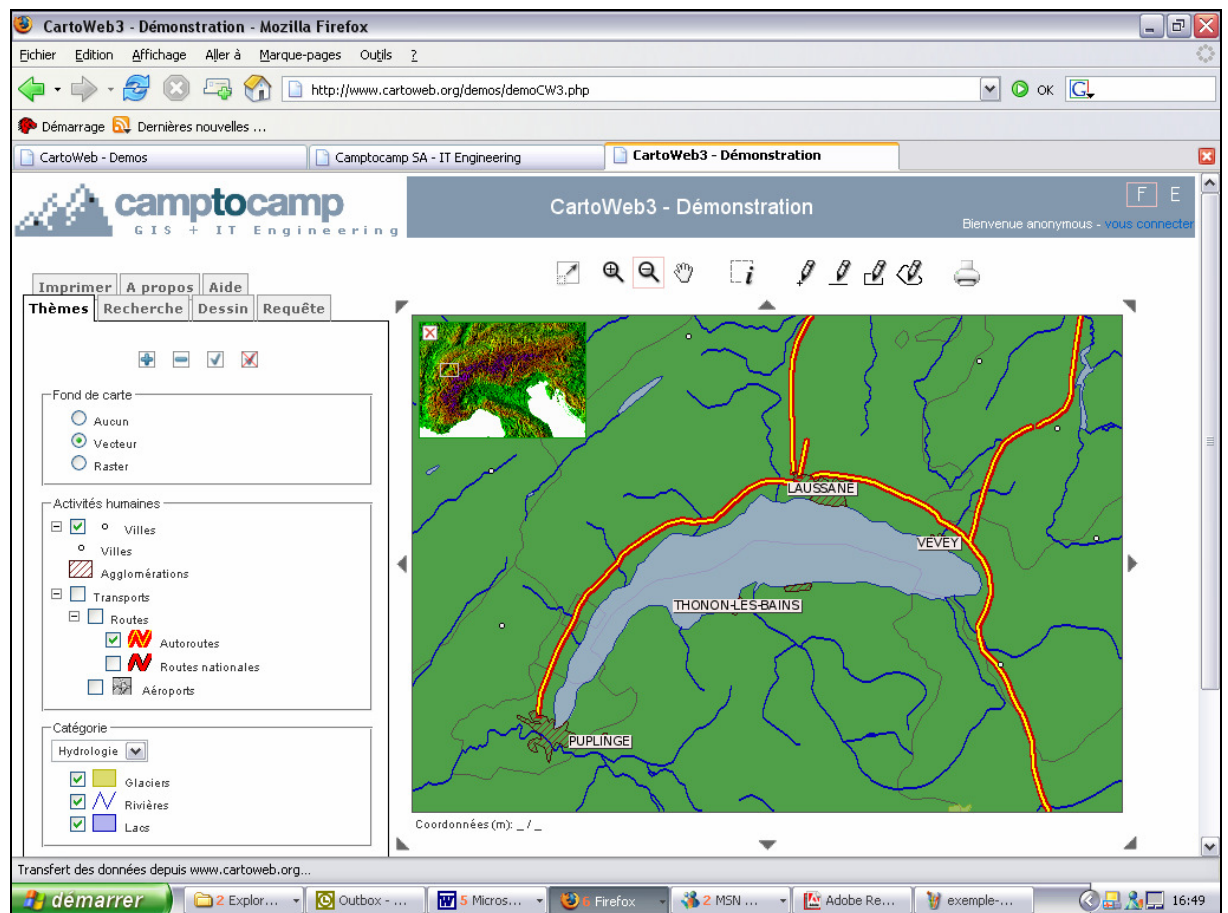 CartoWeb3 - Démonstration - Mozilla Firefox
Fichier Edition Affichage Aller à Marque-pages Outils ?
http://www.cartoweb.org/demos/demoCW3.php
OK
G
Démarrage Dernières nouvelles ...
CartoWeb - Demos
Camptocamp SA - IT Engineering
CartoWeb3 - Démonstration
camptocamp
GIS + IT Engineering
CartoWeb3 - Démonstration
F E
Bienvenue anonymous - vous connecter
Imprimer A propos Aide
Thèmes Recherche Dessin Requête
Fond de carte
Aucun
Vecteur
Raster
Activités humaines
Villes
Villes
Agglomérations
Transports
Routes
Autoroutes
Routes nationales
Aéroports
Catégorie
Hydrologie
Glaciers
Rivières
Lacs
i
LAUSSANE
VEVEY
THONON-LES-BAINS
PUPLINGE
Coordonnées (m): _ / _
Transfert des données depuis www.cartoweb.org...
démarrer
2 Explor...
Outbox - ...
5 Micros...
6 Firefox
2 MSN ...
Adobe Re...
exemple-...
16:49